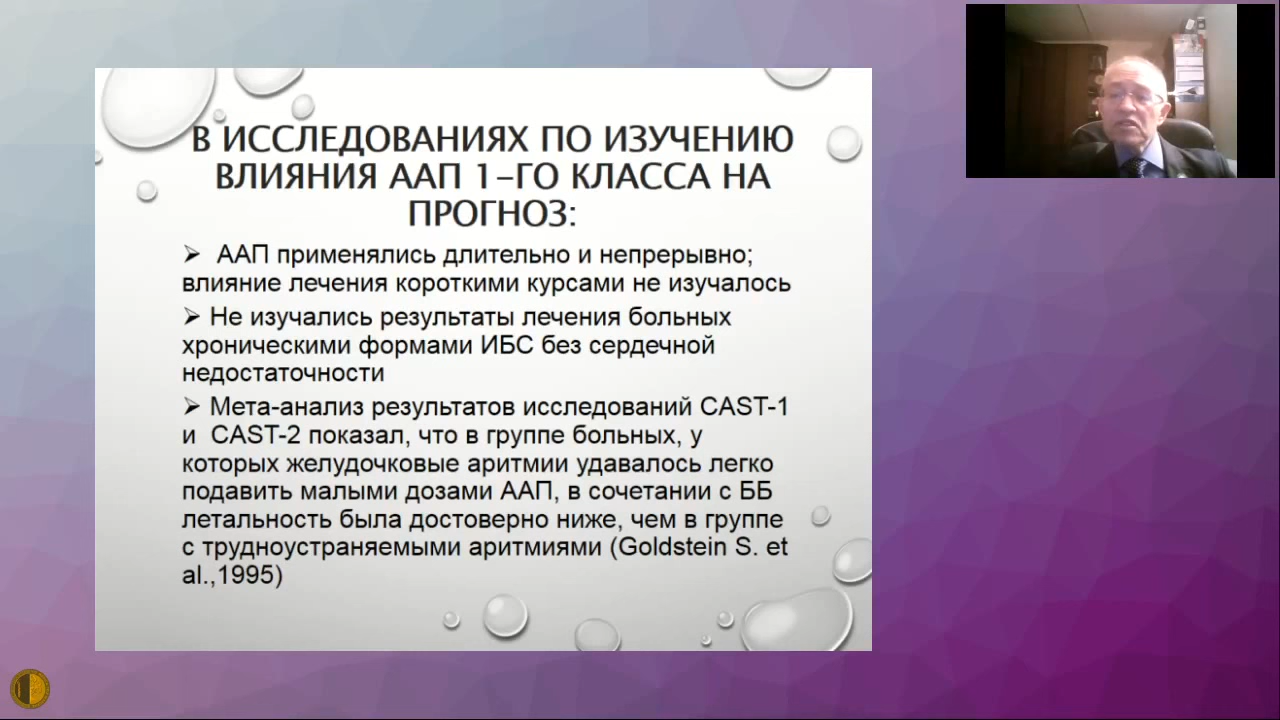 В ИССЛЕДОВАНИЯХ ПО ИЗУЧЕНИЮ
ВЛИЯНИЯ ААП 1-ГО КЛАССА НА
ПРОГНОЗ:
➢ ААП применялись длительно и непрерывно;
влияние лечения короткими курсами не изучалось
➢ Не изучались результаты лечения больных
хроническими формами ИБС без сердечной
недостаточности
➢ Мета-анализ результатов исследований CAST-1
и CAST-2 показал, что в группе больных, у
которых желудочковые аритмии удавалось легко
подавить малыми дозами ААП, в сочетании с ББ
летальность была достоверно ниже, чем в группе
с трудноустраняемыми аритмиями (Goldstein S. et
al.,1995)